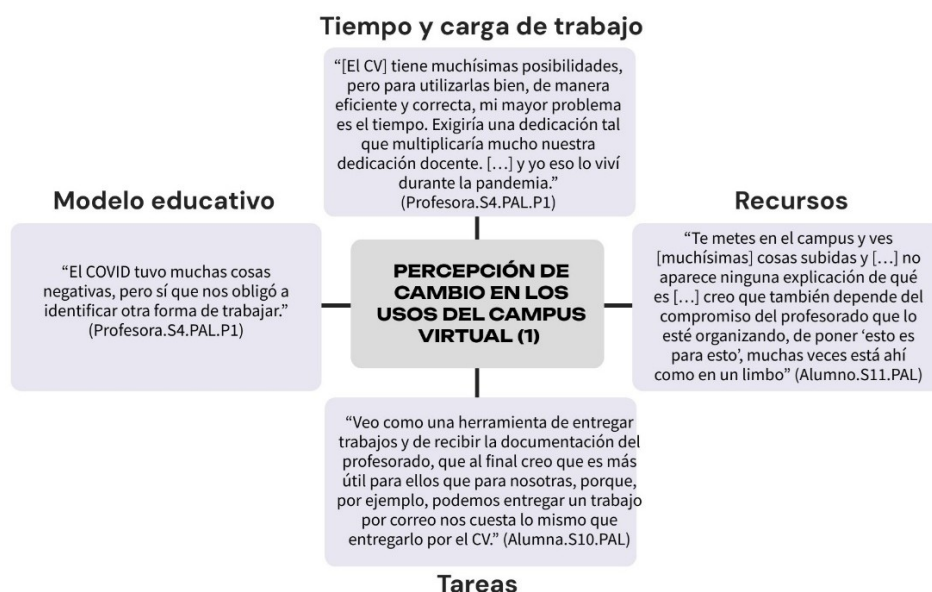 Tiempo y carga de trabajo
“[El CV] tiene muchísimas posibilidades,
pero para utilizarlas bien, de manera
eficiente y correcta, mi mayor problema
es el tiempo. Exigiría una dedicación tal
que multiplicaría mucho nuestra
dedicación docente. […] y yo eso lo viví
durante la pandemia.”
(Profesora.S4.PAL.P1)
Modelo educativo
“El COVID tuvo muchas cosas
negativas, pero sí que nos obligó a
identificar otra forma de trabajar.”
(Profesora.S4.PAL.P1)
PERCEPCIÓN DE
CAMBIO EN LOS
USOS DEL CAMPUS
VIRTUAL (1)
Recursos
“Te metes en el campus y ves
[muchísimas] cosas subidas y […] no
aparece ninguna explicación de qué
es […] creo que también depende del
compromiso del profesorado que lo
esté organizando, de poner ‘esto es
para esto’, muchas veces está ahí
como en un limbo” (Alumno.S11.PAL)
“Veo como una herramienta de entregar
trabajos y de recibir la documentación del
profesorado, que al final creo que es más
útil para ellos que para nosotras, porque,
por ejemplo, podemos entregar un trabajo
por correo nos cuesta lo mismo que
entregarlo por el CV.” (Alumna.S10.PAL)
Tareas